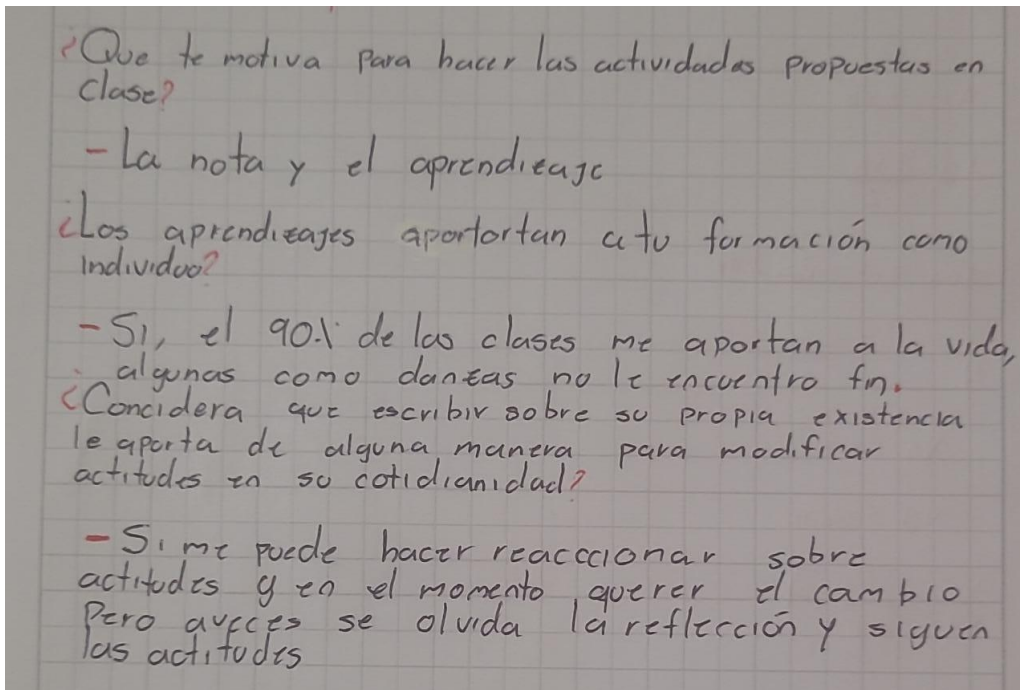 ¿Que te motiva para hacer las actividades propuestas en
Clase?
- La nota y el aprendizaje
¿Los aprendizajes aportortan a tu formación como
individuo?
- Si, el 90% de las clases me aportan a la vida,
algunas como danzas no le encuentro fin.
¿Concidera que escribir sobre su propia existencia
le aporta de alguna manera para modificar
actitudes en su cotidianidad?
- Si me puede hacer reacccionar sobre
actitudes y en el momento querer el cambio
Pero aveces se olvida la reflección y siguen
las actitudes